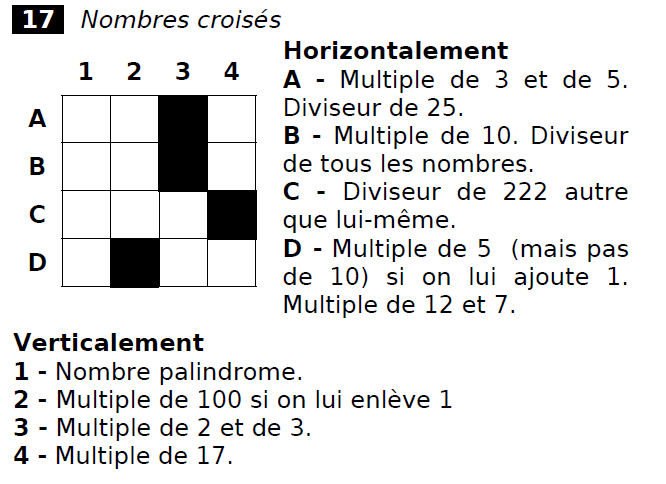 17 Nombres croisés
Horizontalement
1 2 3 4
A - Multiple de 3 et de 5.
Diviseur de 25.
A
B - Multiple de 10. Diviseur
de tous les nombres.
B
C - Diviseur de 222 autre
que lui-même.
C
D - Multiple de 5 (mais pas
de 10) si on lui ajoute 1.
Multiple de 12 et 7.
D
Verticalement
1 - Nombre palindrome.
2 - Multiple de 100 si on lui enlève 1
3 - Multiple de 2 et de 3.
4 - Multiple de 17.